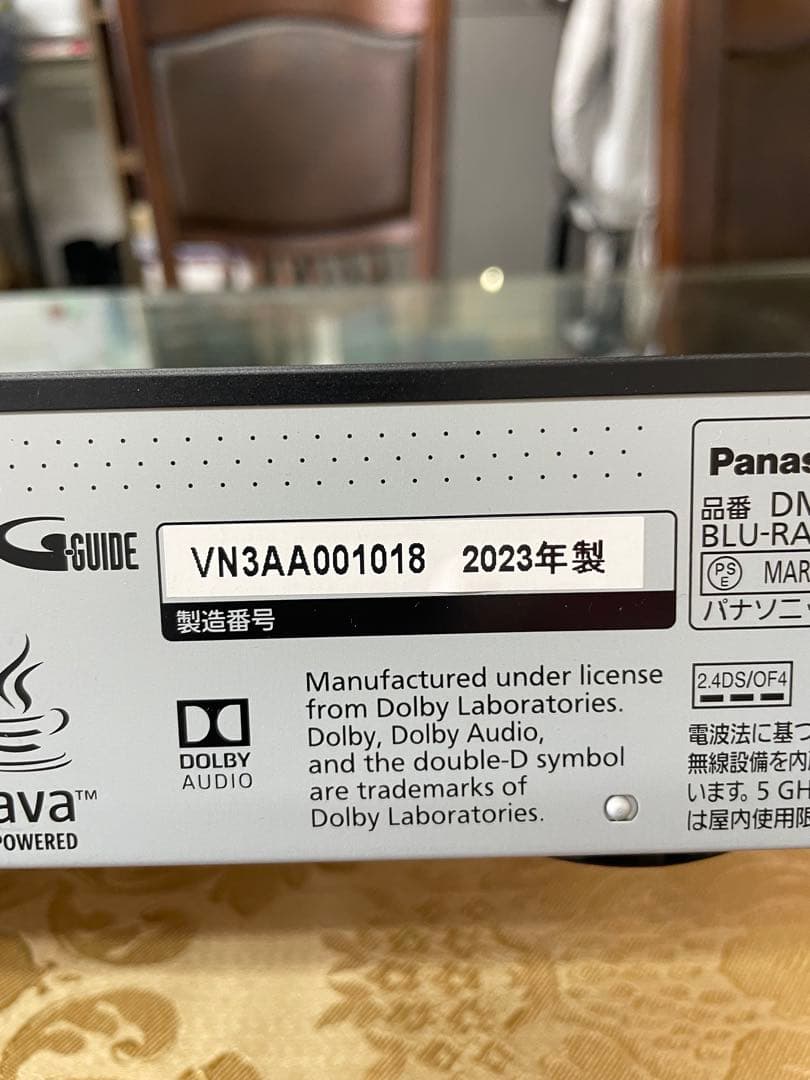 G-GUIDE
VN3AA001018 2023年製
製造番号
Panas
品番 DM
BLU-RA
PS
E
MAR
パナソニッ
Java™
POWERED
DOLBY
AUDIO
Manufactured under license
from Dolby Laboratories.
Dolby, Dolby Audio,
and the double-D symbol
are trademarks of
Dolby Laboratories.
2.4DS/OF4
電波法に基づ
無線設備を内
います。5 GH
は屋内使用限